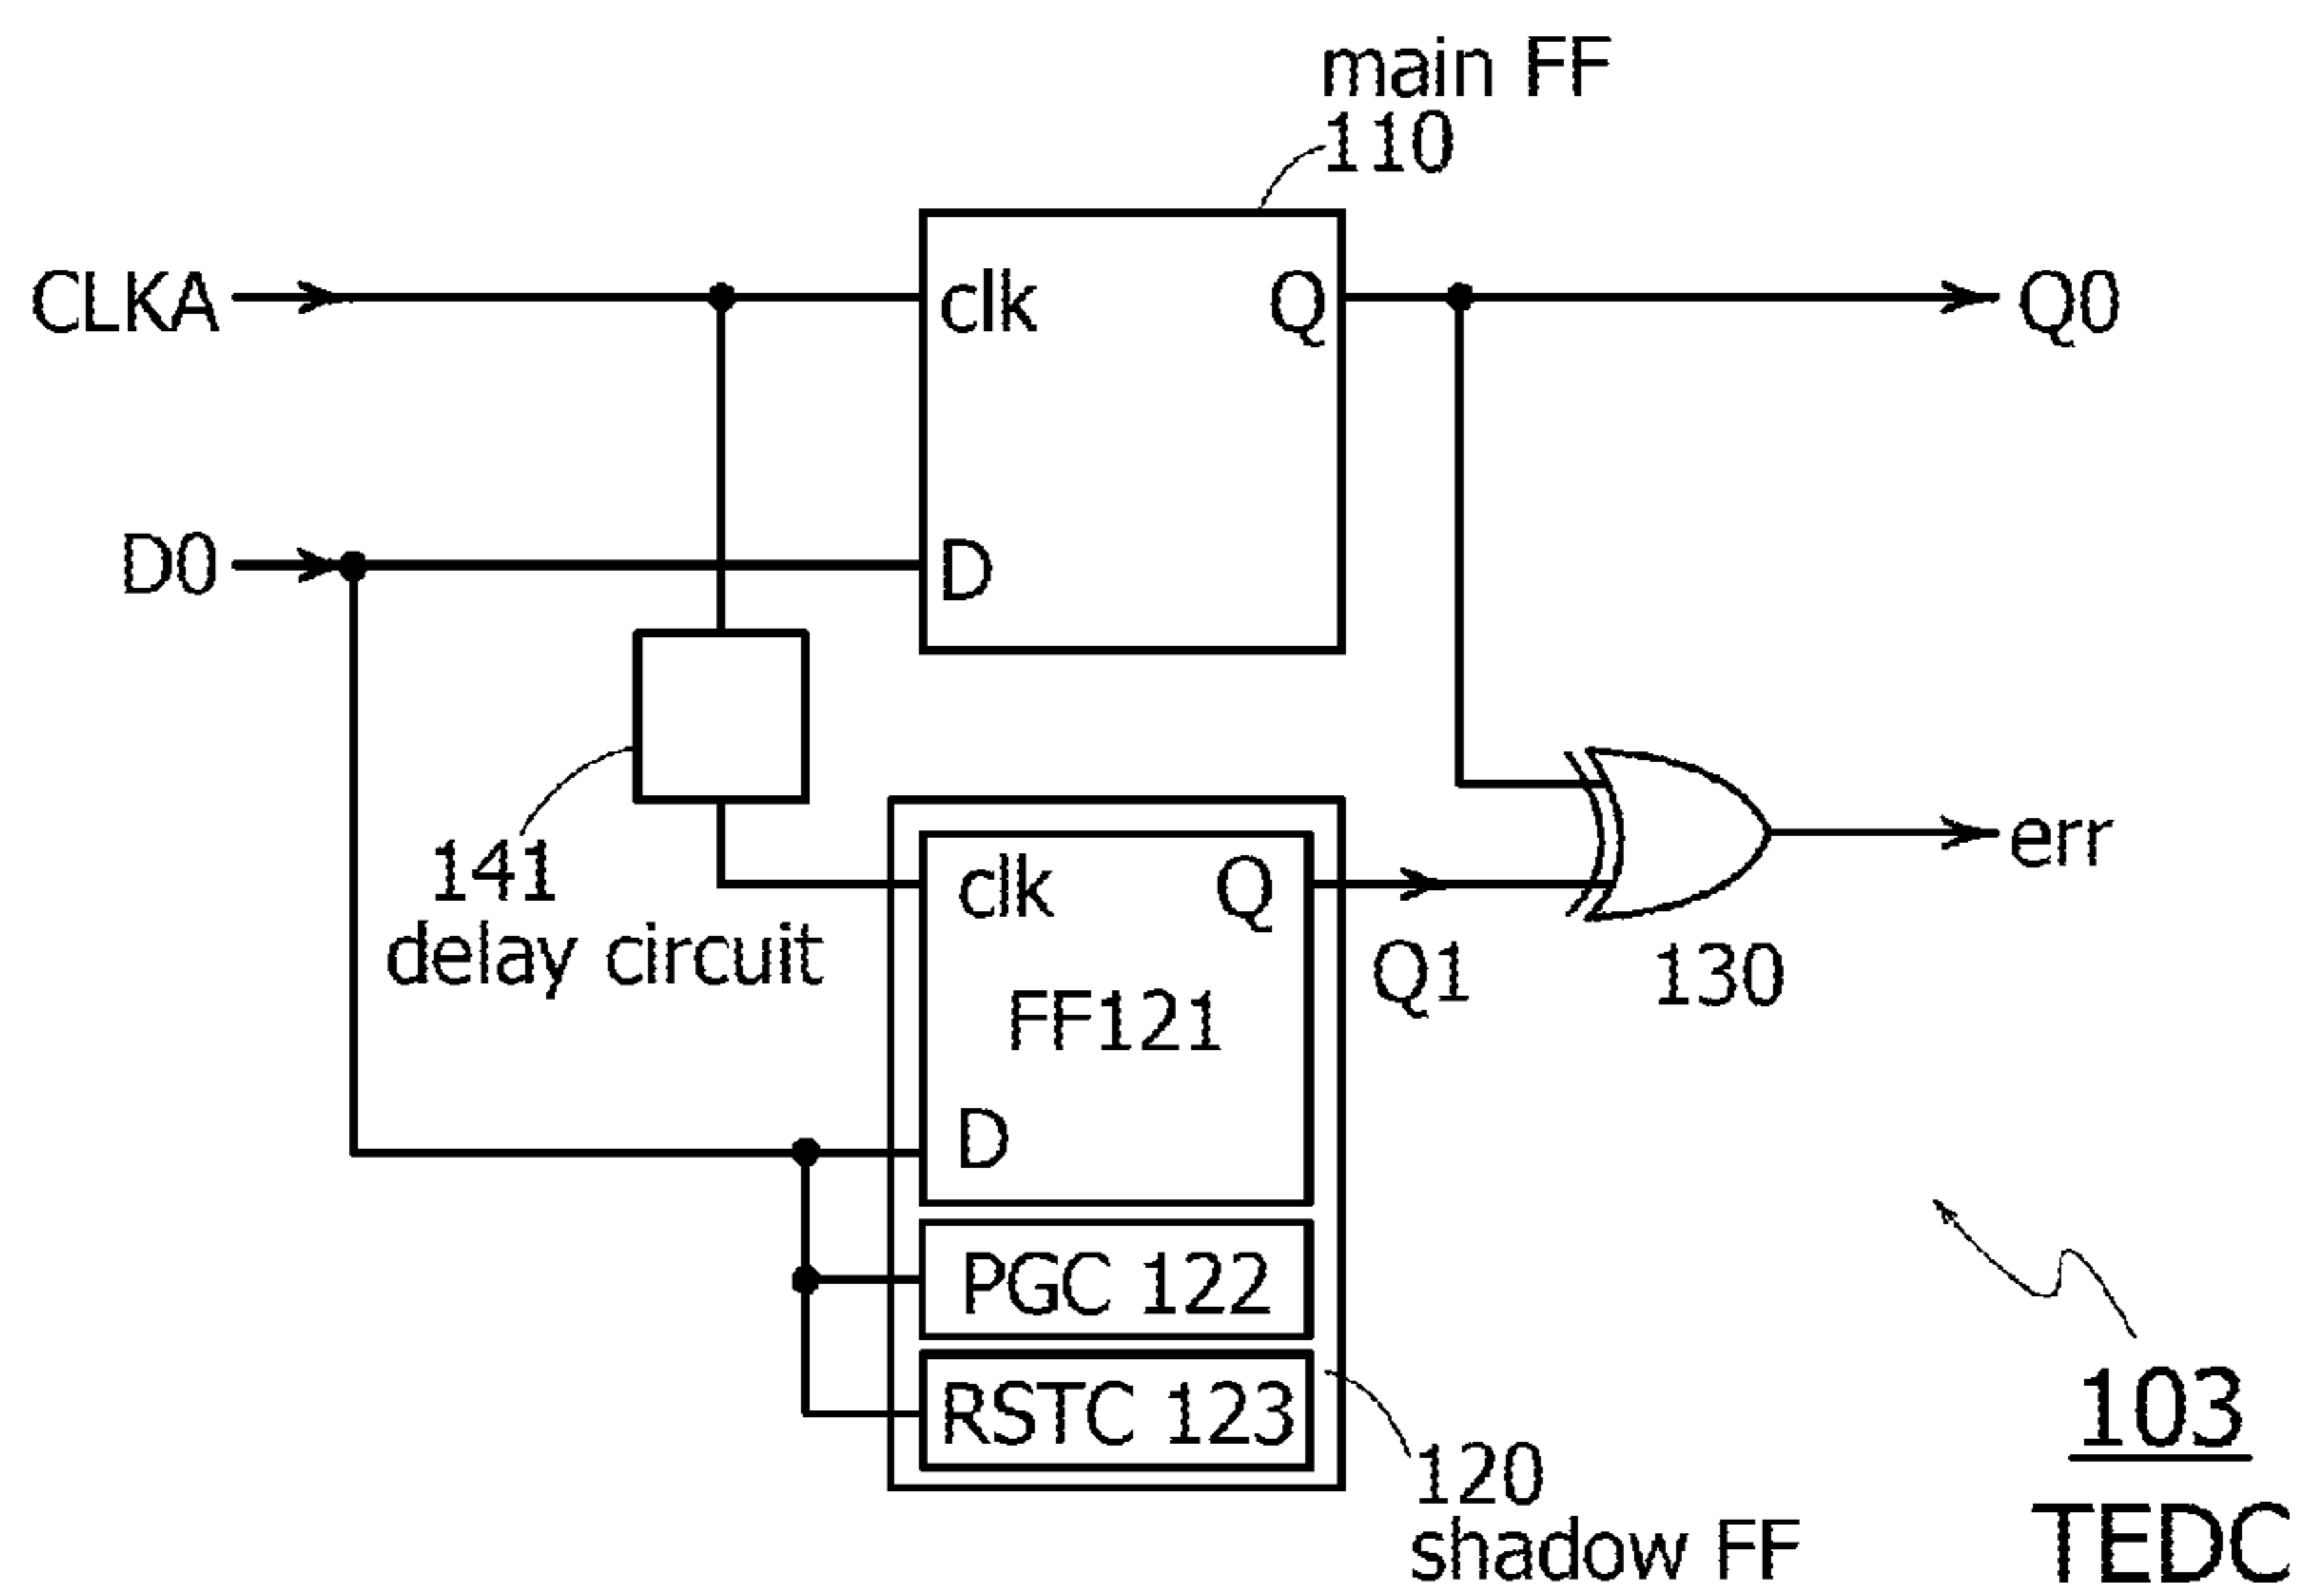 main FF
110
CLKA
clk
Q
Q0
D0
D
141
delay circuit
clk
Q
FF121
D
Q1
err
130
PGC 122
RSTC 123
120
shadow FF
103
TEDC